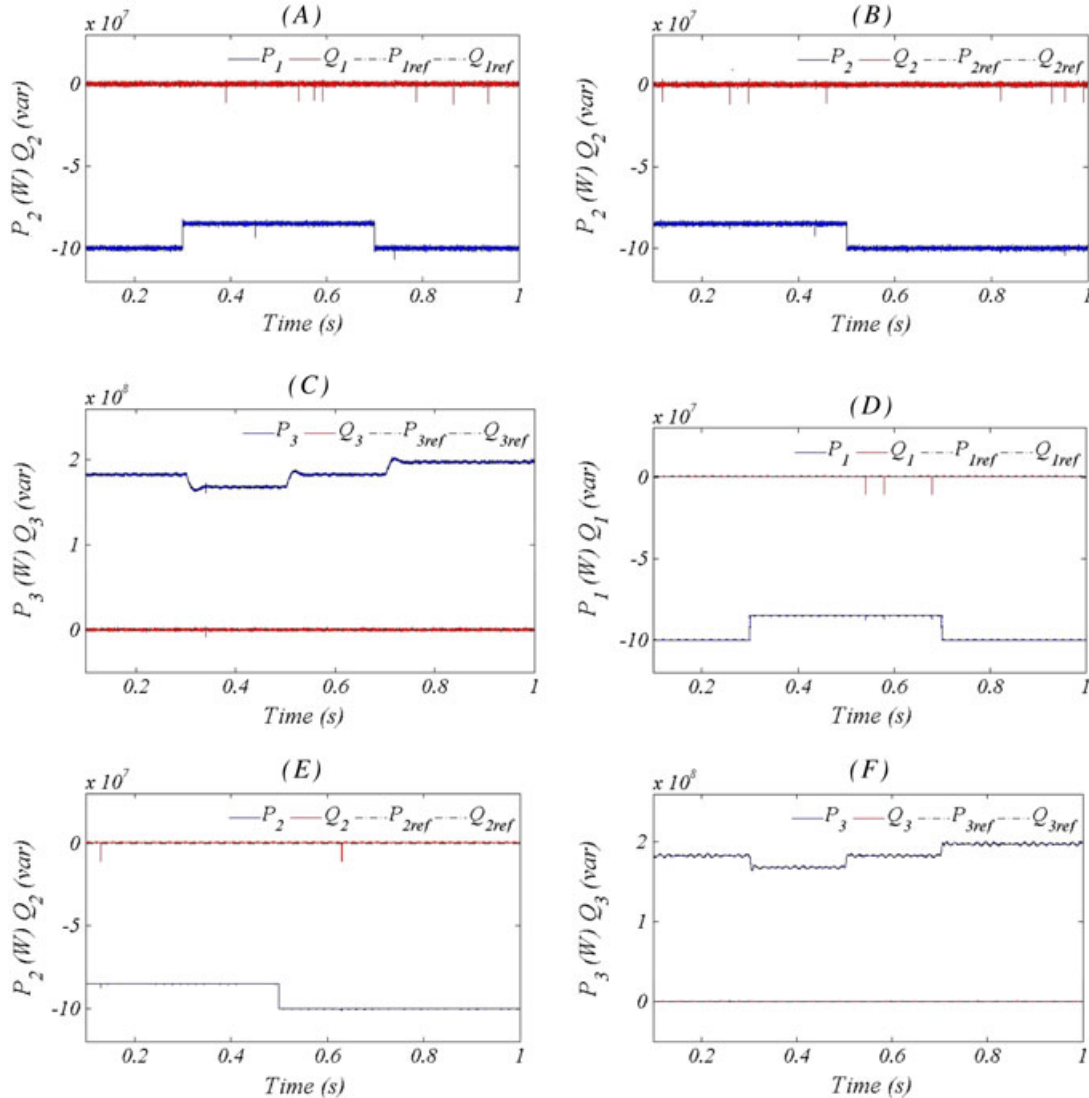 (A)
x 10^7
P_1 Q_1 P_1ref Q_1ref
0
-5
-10
P_2 (W) Q_2 (var)
0.2 0.4 0.6 0.8 1
Time (s)
(B)
x 10^7
P_2 Q_2 P_2ref Q_2ref
0
-5
-10
P_2 (W) Q_2 (var)
0.2 0.4 0.6 0.8 1
Time (s)
(C)
x 10^8
P_3 Q_3 P_3ref Q_3ref
2
1
0
P_3 (W) Q_3 (var)
0.2 0.4 0.6 0.8 1
Time (s)
(D)
x 10^7
P_1 Q_1 P_1ref Q_1ref
0
-5
-10
P_1 (W) Q_1 (var)
0.2 0.4 0.6 0.8 1
Time (s)
(E)
x 10^7
P_2 Q_2 P_2ref Q_2ref
0
-5
-10
P_2 (W) Q_2 (var)
0.2 0.4 0.6 0.8 1
Time (s)
(F)
x 10^8
P_3 Q_3 P_3ref Q_3ref
2
1
0
P_3 (W) Q_3 (var)
0.2 0.4 0.6 0.8 1
Time (s)